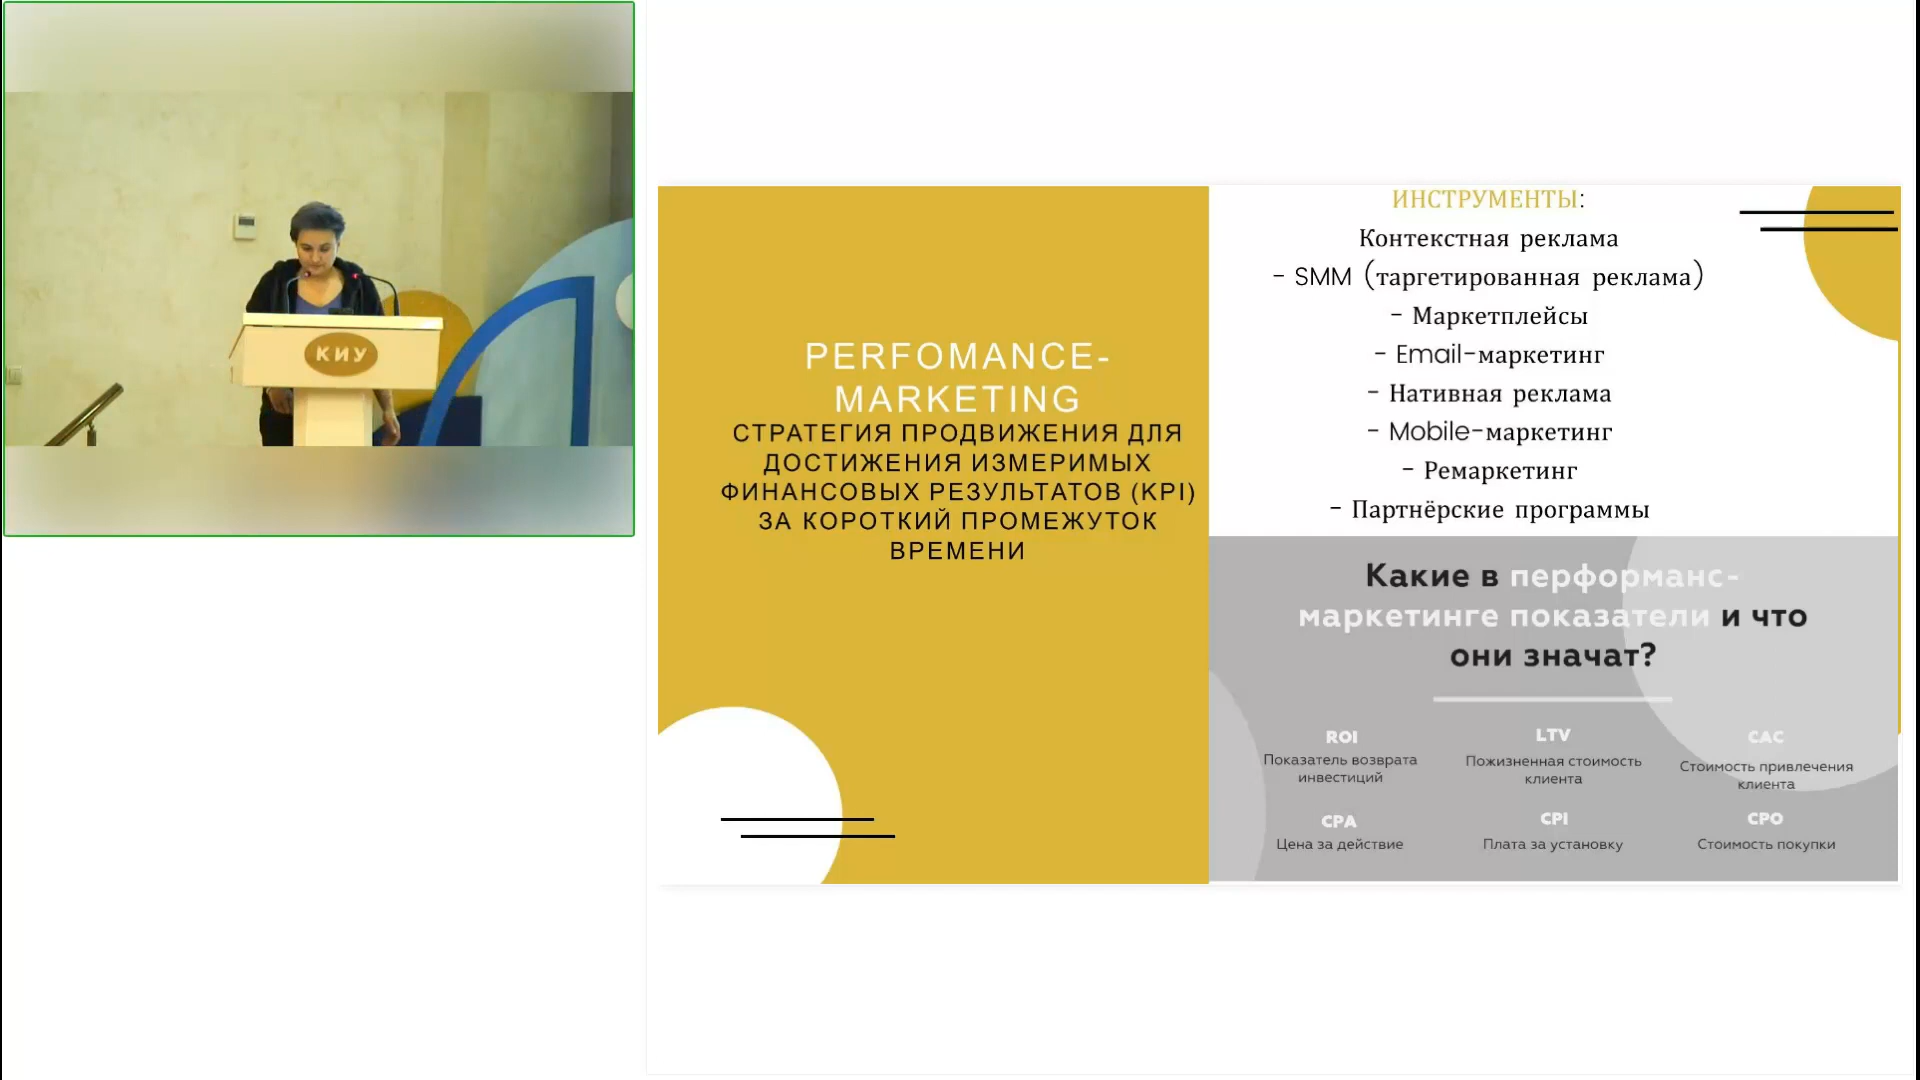 КИУ
PERFOMANCE-
MARKETING
СТРАТЕГИЯ ПРОДВИЖЕНИЯ ДЛЯ
ДОСТИЖЕНИЯ ИЗМЕРИМЫХ
ФИНАНСОВЫХ РЕЗУЛЬТАТОВ (KPI)
ЗА КОРОТКИЙ ПРОМЕЖУТОК
ВРЕМЕНИ
ИНСТРУМЕНТЫ:
Контекстная реклама
- SMM (таргетированная реклама)
- Маркетплейсы
- Email-маркетинг
- Нативная реклама
- Mobile-маркетинг
- Ремаркетинг
- Партнёрские программы
Какие в перформанс-
маркетинге показатели и что
они значат?
ROI
Показатель возврата
инвестиций
LTV
Пожизненная стоимость
клиента
CAC
Стоимость привлечения
клиента
CPA
Цена за действие
CPI
Плата за установку
CPO
Стоимость покупки